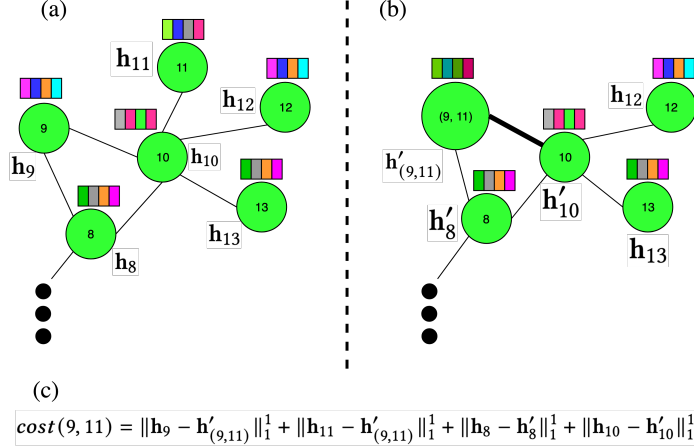 (a)
(b)
h₁₁
11
h₁₂
12
9
h₉
10
h₁₀
13
h₁₃
8
h₈
(9, 11)
h′₍₉,₁₁₎
h₁₂
12
10
h′₁₀
8
h′₈
13
h₁₃
(c)
cost(9, 11) = ‖h₉ − h′₍₉,₁₁₎‖₁¹ + ‖h₁₁ − h′₍₉,₁₁₎‖₁¹ + ‖h₈ − h′₈‖₁¹ + ‖h₁₀ − h′₁₀‖₁¹